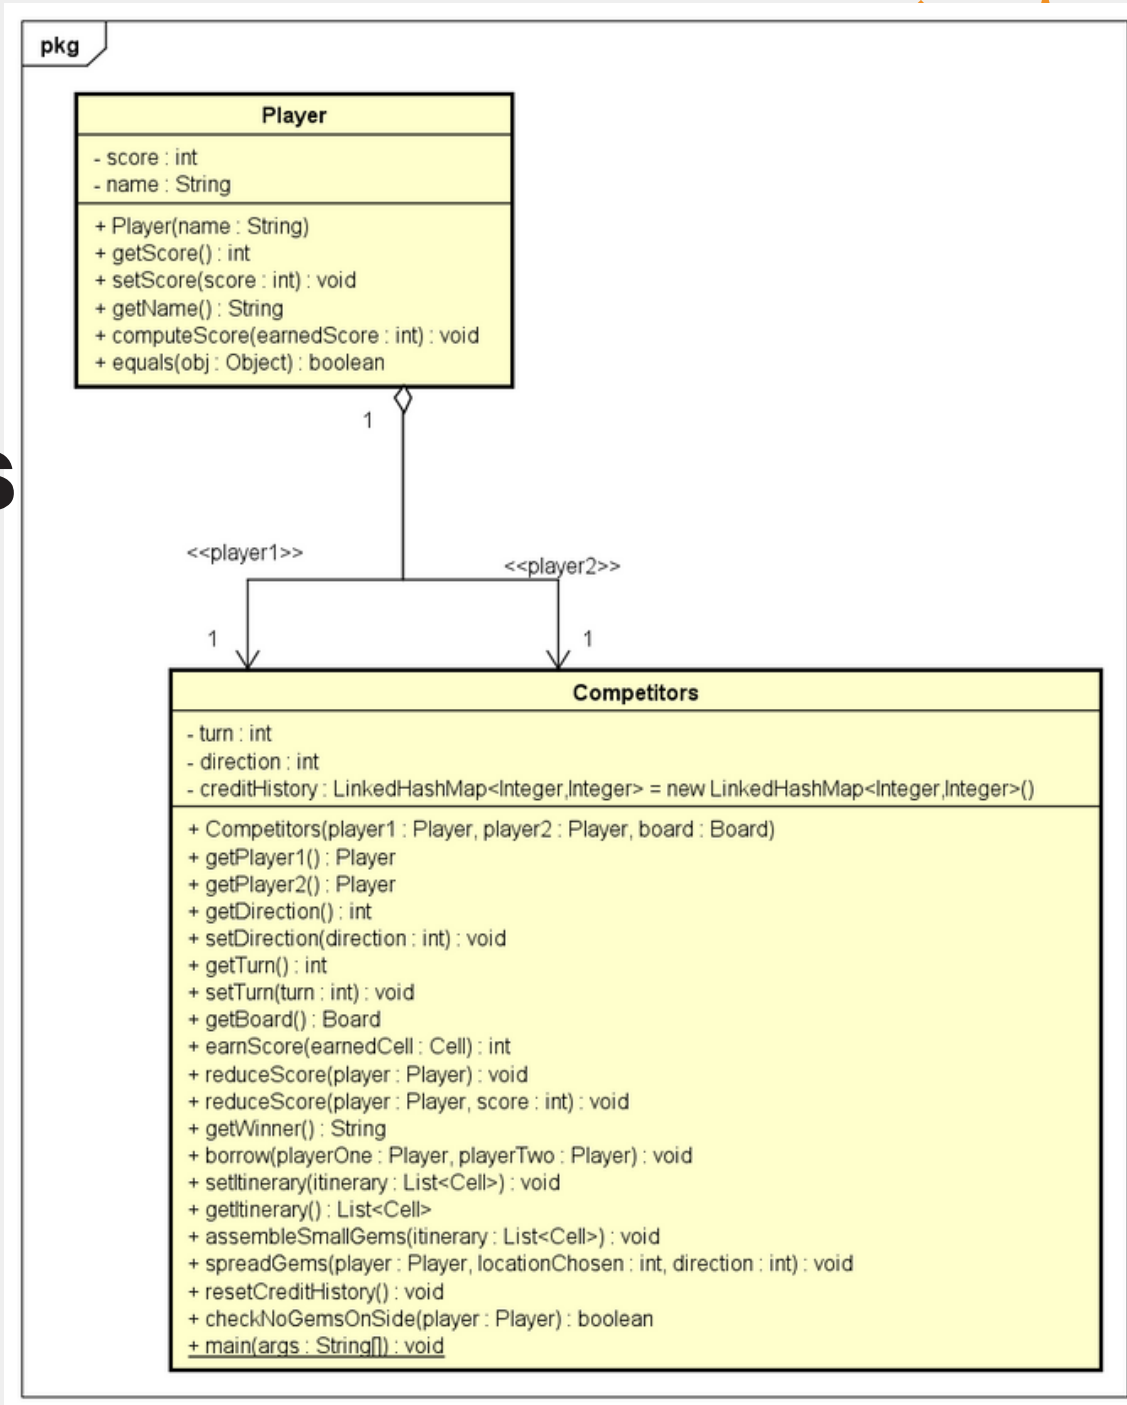 pkg
Player
- score : int
- name : String
+ Player(name : String)
+ getScore() : int
+ setScore(score : int) : void
+ getName() : String
+ computeScore(earnedScore : int) : void
+ equals(obj : Object) : boolean
1
s
<<player1>>
<<player2>>
1
1
Competitors
- turn : int
- direction : int
- creditHistory : LinkedHashMap<Integer,Integer> = new LinkedHashMap<Integer,Integer>()
+ Competitors(player1 : Player, player2 : Player, board : Board)
+ getPlayer1() : Player
+ getPlayer2() : Player
+ getDirection() : int
+ setDirection(direction : int) : void
+ getTurn() : int
+ setTurn(turn : int) : void
+ getBoard() : Board
+ earnScore(earnedCell : Cell) : int
+ reduceScore(player : Player) : void
+ reduceScore(player : Player, score : int) : void
+ getWinner() : String
+ borrow(playerOne : Player, playerTwo : Player) : void
+ setItinerary(itinerary : List<Cell>) : void
+ getItinerary() : List<Cell>
+ assembleSmallGems(itinerary : List<Cell>) : void
+ spreadGems(player : Player, locationChosen : int, direction : int) : void
+ resetCreditHistory() : void
+ checkNoGemsOnSide(player : Player) : boolean
+ main(args : String[]) : void